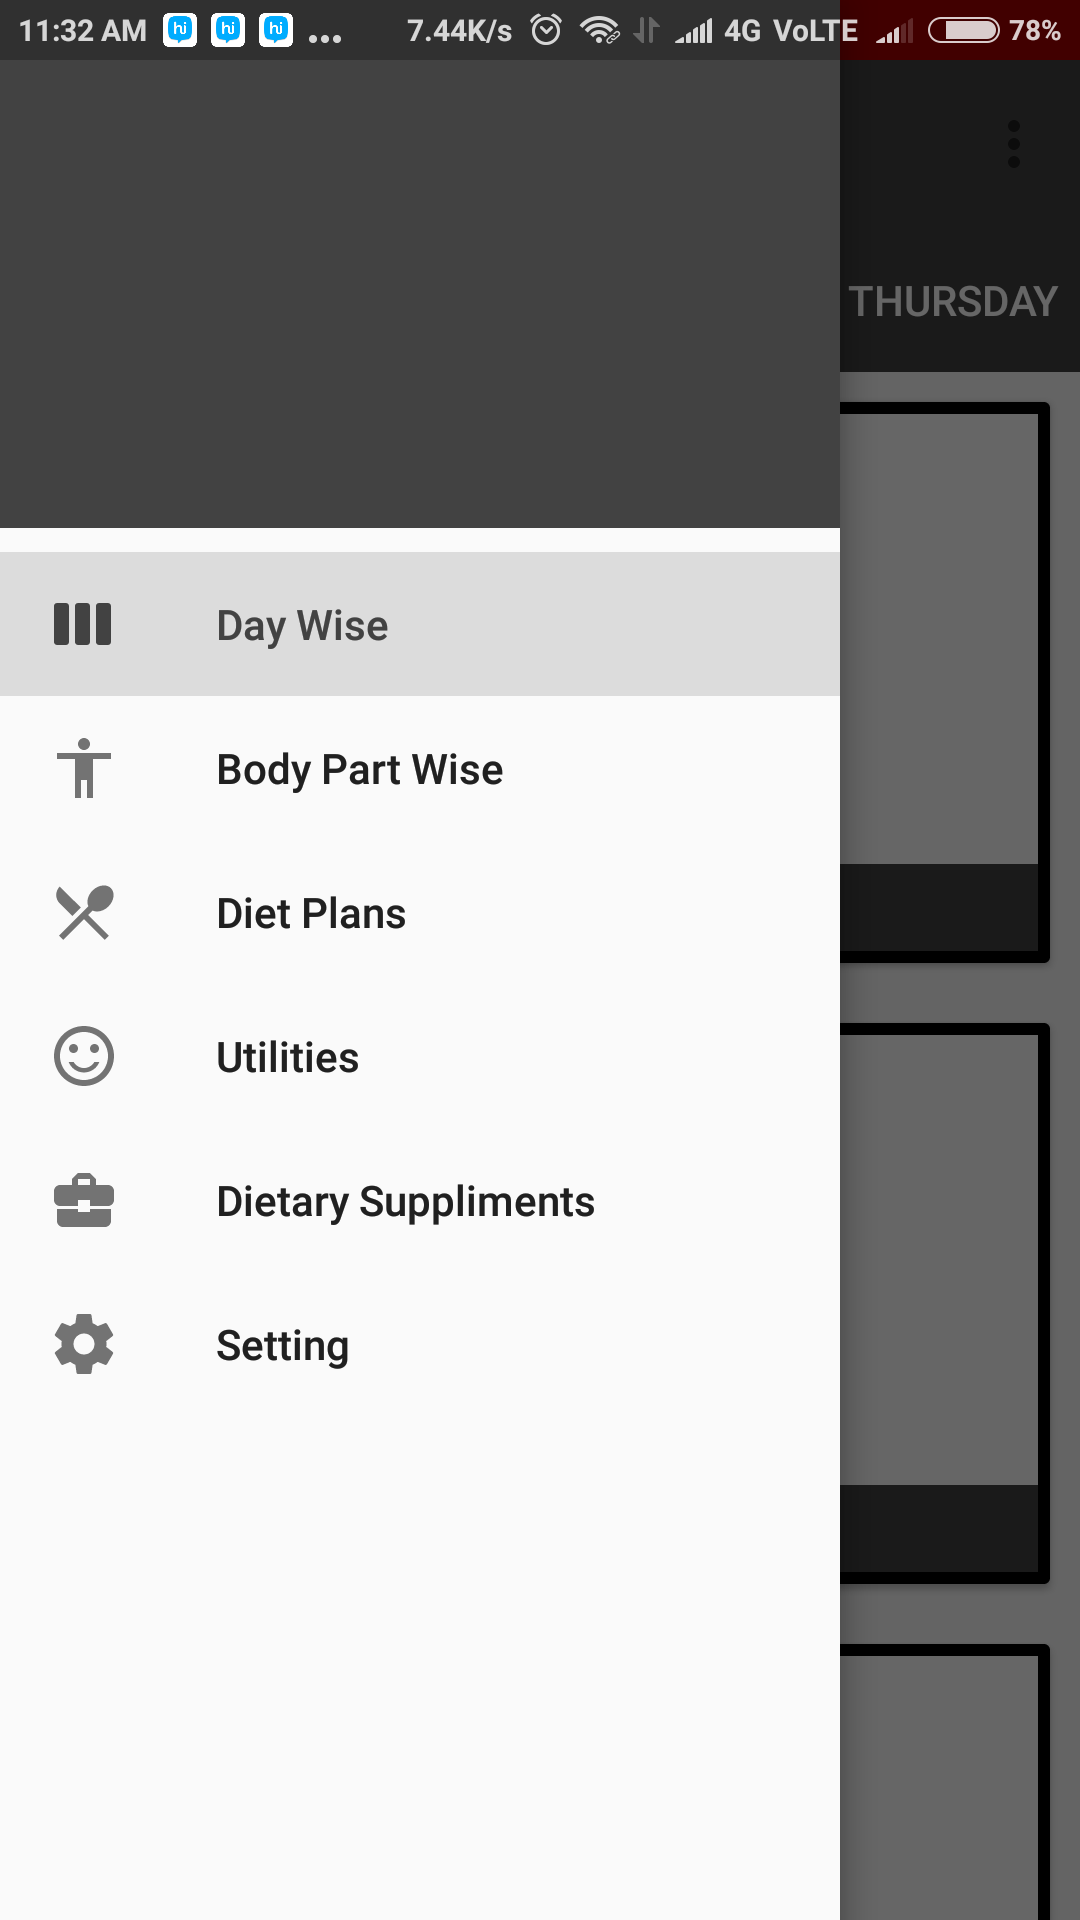 11:32 AM hi hi hi ... 7.44K/s 4G VoLTE 78%
THURSDAY
Day Wise
Body Part Wise
Diet Plans
Utilities
Dietary Suppliments
Setting